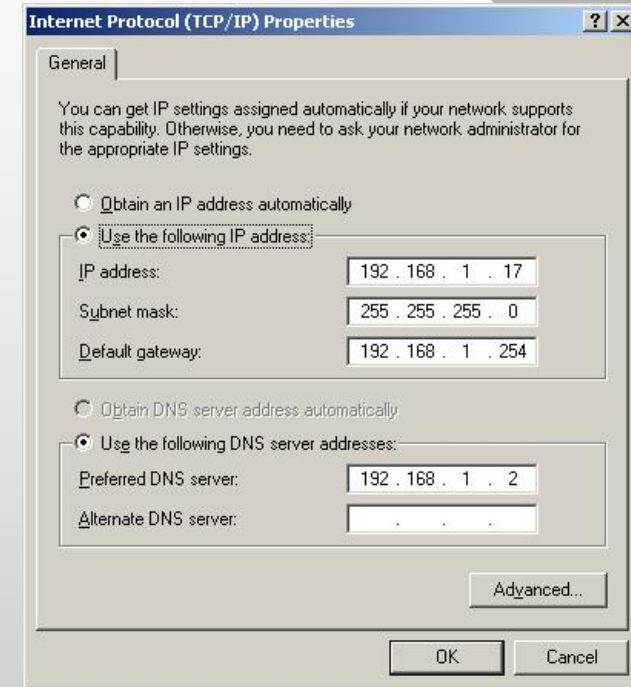 Internet Protocol (TCP/IP) Properties
General
You can get IP settings assigned automatically if your network supports
this capability. Otherwise, you need to ask your network administrator for
the appropriate IP settings.
Obtain an IP address automatically
Use the following IP address:
IP address: 192 . 168 . 1 . 17
Subnet mask: 255 . 255 . 255 . 0
Default gateway: 192 . 168 . 1 . 254
Obtain DNS server address automatically
Use the following DNS server addresses:
Preferred DNS server: 192 . 168 . 1 . 2
Alternate DNS server: . . .
Advanced...
OK Cancel